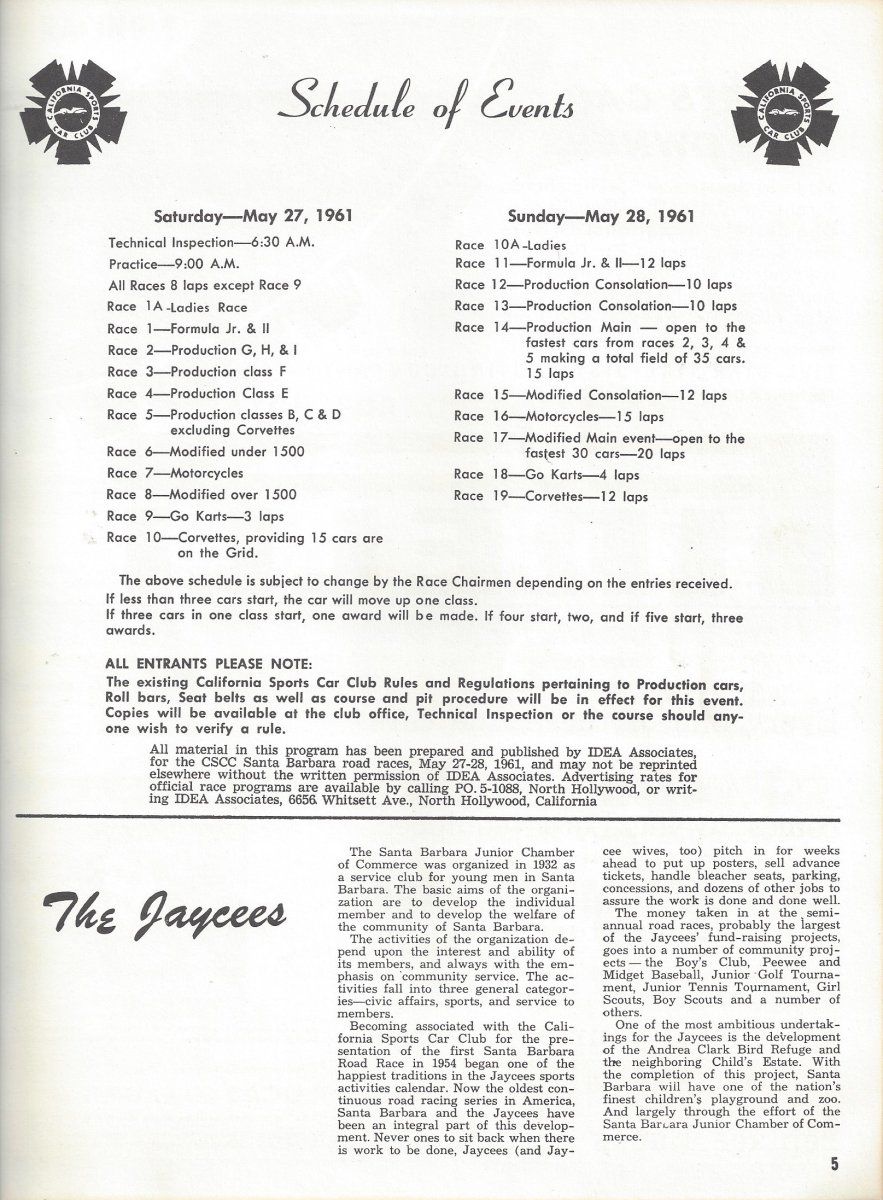 CALIFORNIA SPORTS
CAR CLUB
Schedule of Events
CALIFORNIA SPORTS
CAR CLUB
Saturday—May 27, 1961
Technical Inspection—6:30 A.M.
Practice—9:00 A.M.
All Races 8 laps except Race 9
Race 1A-Ladies Race
Race 1—Formula Jr. & II
Race 2—Production G, H, & I
Race 3—Production class F
Race 4—Production Class E
Race 5—Production classes B, C & D
excluding Corvettes
Race 6—Modified under 1500
Race 7—Motorcycles
Race 8—Modified over 1500
Race 9—Go Karts—3 laps
Race 10—Corvettes, providing 15 cars are
on the Grid.
Sunday—May 28, 1961
Race 10A-Ladies
Race 11—Formula Jr. & II—12 laps
Race 12—Production Consolation—10 laps
Race 13—Production Consolation—10 laps
Race 14—Production Main — open to the
fastest cars from races 2, 3, 4 &
5 making a total field of 35 cars.
15 laps
Race 15—Modified Consolation—12 laps
Race 16—Motorcycles—15 laps
Race 17—Modified Main event—open to the
fastest 30 cars—20 laps
Race 18—Go Karts—4 laps
Race 19—Corvettes—12 laps
The above schedule is subject to change by the Race Chairmen depending on the entries received.
If less than three cars start, the car will move up one class.
If three cars in one class start, one award will be made. If four start, two, and if five start, three
awards.
ALL ENTRANTS PLEASE NOTE:
The existing California Sports Car Club Rules and Regulations pertaining to Production cars,
Roll bars, Seat belts as well as course and pit procedure will be in effect for this event.
Copies will be available at the club office, Technical Inspection or the course should any-
one wish to verify a rule.
All material in this program has been prepared and published by IDEA Associates,
for the CSCC Santa Barbara road races, May 27-28, 1961, and may not be reprinted
elsewhere without the written permission of IDEA Associates. Advertising rates for
official race programs are available by calling PO. 5-1088, North Hollywood, or writ-
ing IDEA Associates, 6656 Whitsett Ave., North Hollywood, California
The Jaycees
The Santa Barbara Junior Chamber
of Commerce was organized in 1932 as
a service club for young men in Santa
Barbara. The basic aims of the organi-
zation are to develop the individual
member and to develop the welfare of
the community of Santa Barbara.
The activities of the organization de-
pend upon the interest and ability of
its members, and always with the em-
phasis on community service. The ac-
tivities fall into three general categor-
ies—civic affairs, sports, and service to
members.
Becoming associated with the Cali-
fornia Sports Car Club for the pre-
sentation of the first Santa Barbara
Road Race in 1954 began one of the
happiest traditions in the Jaycees sports
activities calendar. Now the oldest con-
tinuous road racing series in America,
Santa Barbara and the Jaycees have
been an integral part of this develop-
ment. Never ones to sit back when there
is work to be done, Jaycees (and Jay-
cee wives, too) pitch in for weeks
ahead to put up posters, sell advance
tickets, handle bleacher seats, parking,
concessions, and dozens of other jobs to
assure the work is done and done well.
The money taken in at the semi-
annual road races, probably the largest
of the Jaycees' fund-raising projects,
goes into a number of community proj-
ects — the Boy's Club, Peewee and
Midget Baseball, Junior Golf Tourna-
ment, Junior Tennis Tournament, Girl
Scouts, Boy Scouts and a number of
others.
One of the most ambitious undertak-
ings for the Jaycees is the development
of the Andrea Clark Bird Refuge and
the neighboring Child's Estate. With
the completion of this project, Santa
Barbara will have one of the nation's
finest children's playground and zoo.
And largely through the effort of the
Santa Barbara Junior Chamber of Com-
merce.
5